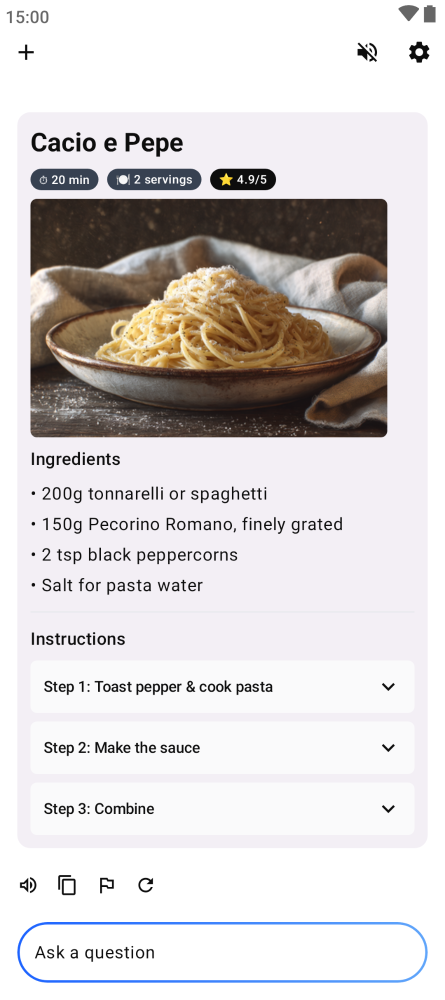 15:00
Cacio e Pepe
⏱ 20 min
🍽 2 servings
⭐ 4.9/5
Ingredients
• 200g tonnarelli or spaghetti
• 150g Pecorino Romano, finely grated
• 2 tsp black peppercorns
• Salt for pasta water
Instructions
Step 1: Toast pepper & cook pasta
Step 2: Make the sauce
Step 3: Combine
Ask a question